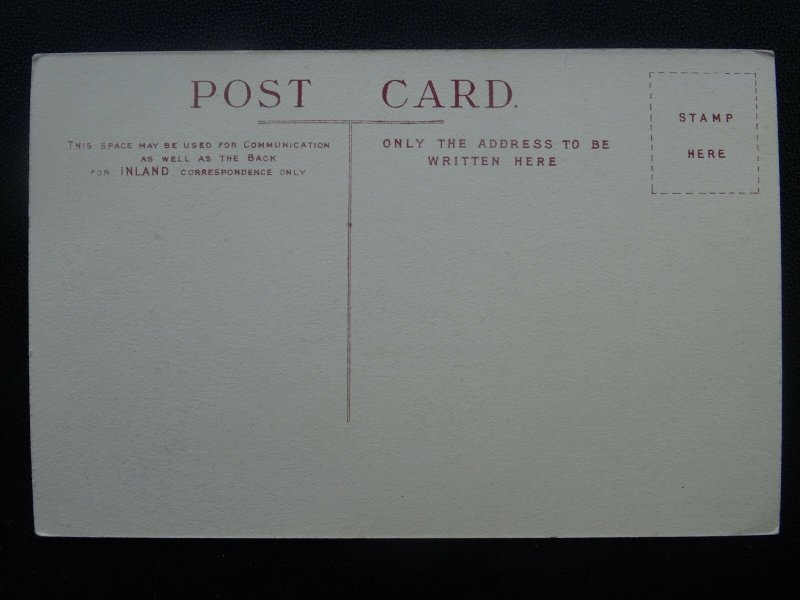 POST CARD.
THIS SPACE MAY BE USED FOR COMMUNICATION
AS WELL AS THE BACK
FOR INLAND CORRESPONDENCE ONLY
ONLY THE ADDRESS TO BE
WRITTEN HERE
STAMP
HERE